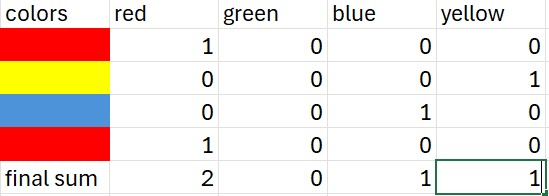 colors red green blue yellow
1 0 0 0
0 0 0 1
0 0 1 0
1 0 0 0
final sum 2 0 1 1